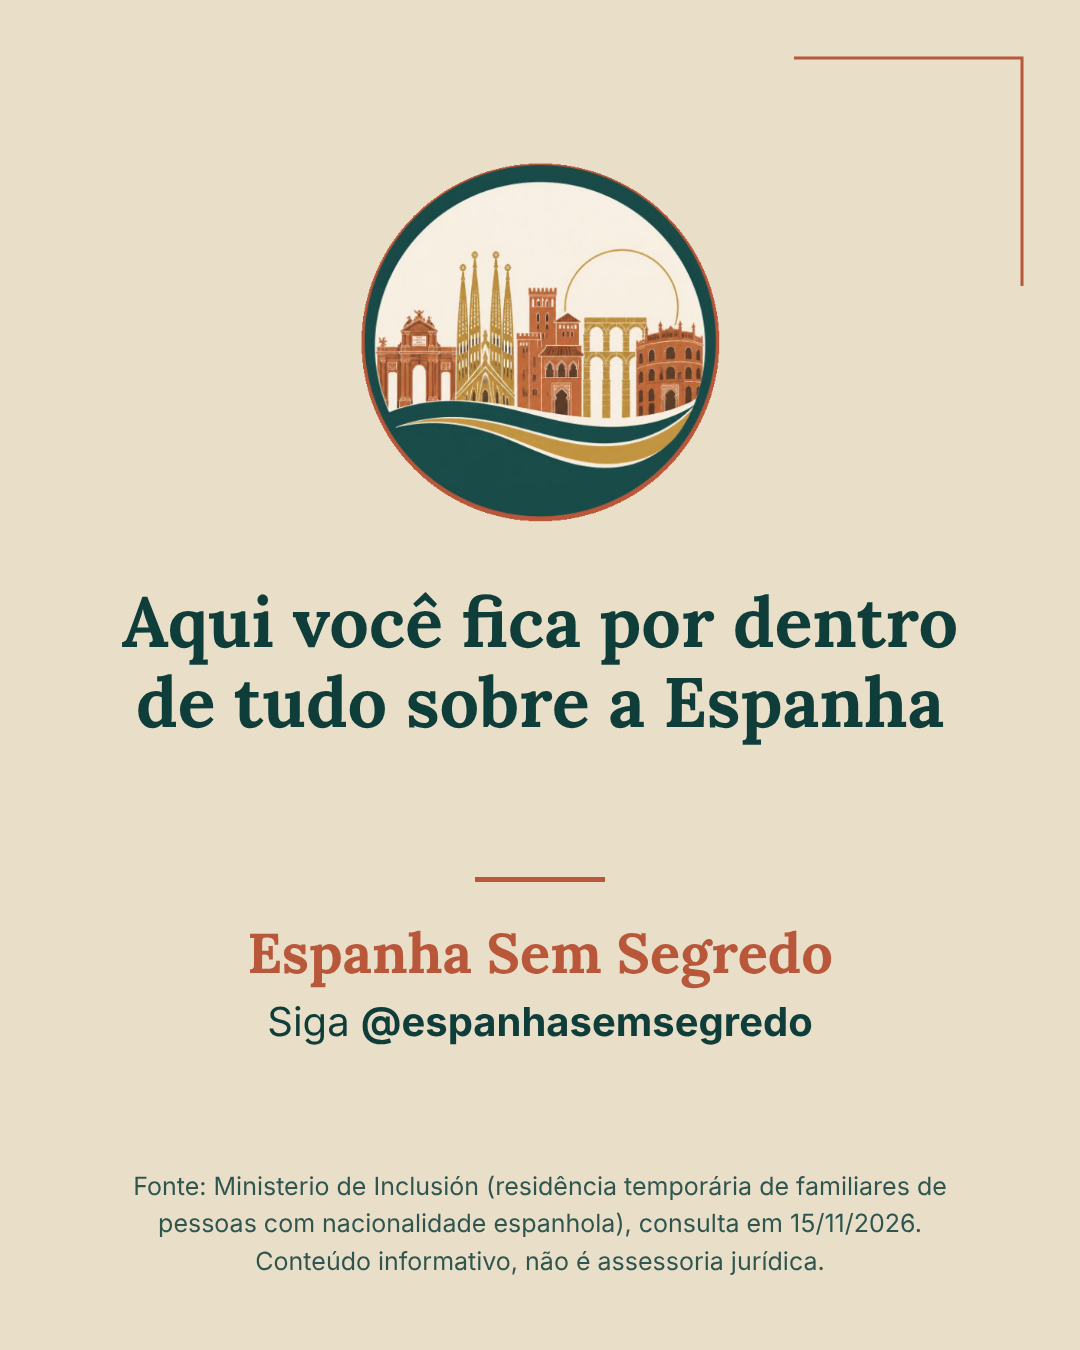 Aqui você fica por dentro
de tudo sobre a Espanha
Espanha Sem Segredo
Siga @espanhasemsegredo
Fonte: Ministerio de Inclusión (residência temporária de familiares de
pessoas com nacionalidade espanhola), consulta em 15/11/2026.
Conteúdo informativo, não é assessoria jurídica.